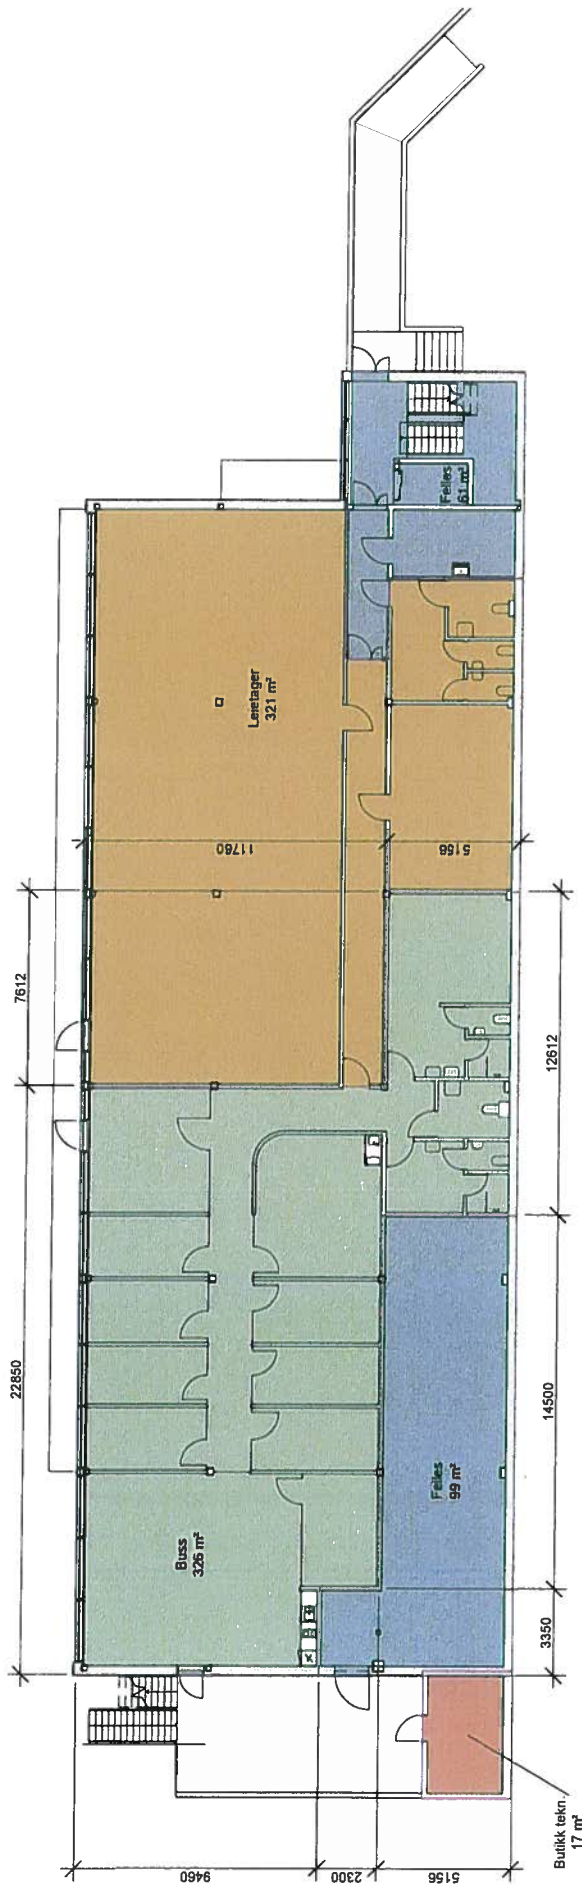 Felles
61 m²
Leietager
321 m²
11760
5156
7612
12612
22850
14500
Buss
326 m²
Felles
99 m²
3350
9460
2300
5156
Butikk tekn.
17 m²